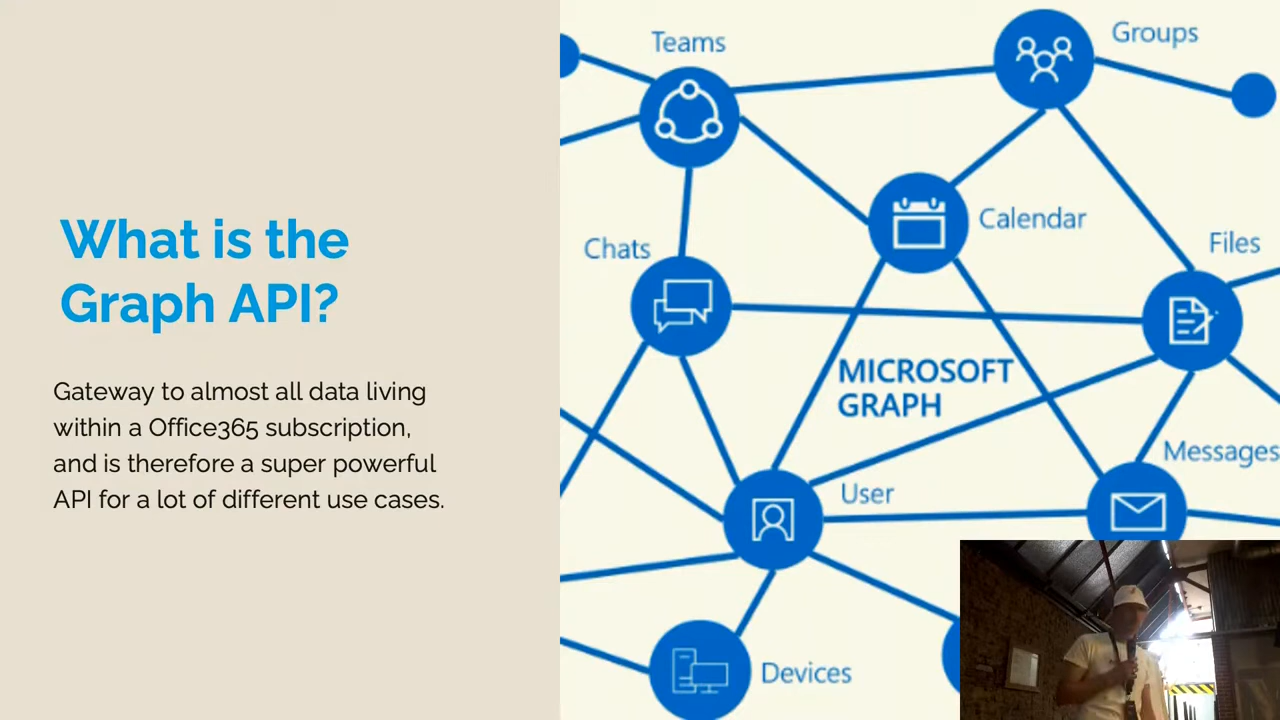 What is the
Graph API?
Gateway to almost all data living
within a Office365 subscription,
and is therefore a super powerful
API for a lot of different use cases.
Teams
Groups
Calendar
Chats
Files
MICROSOFT
GRAPH
Messages
User
Devices